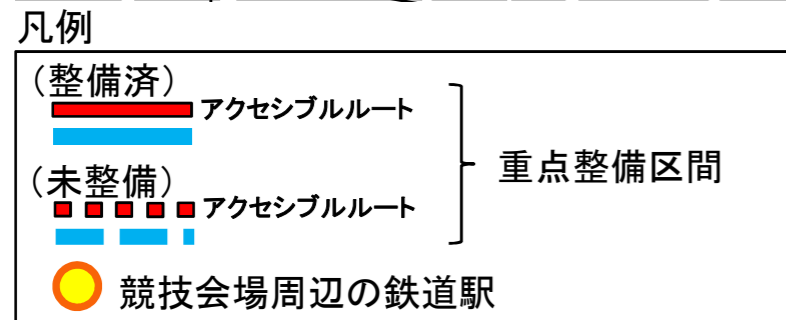 凡例
（整備済）
アクセシブルルート
重点整備区間
（未整備）
アクセシブルルート
競技会場周辺の鉄道駅